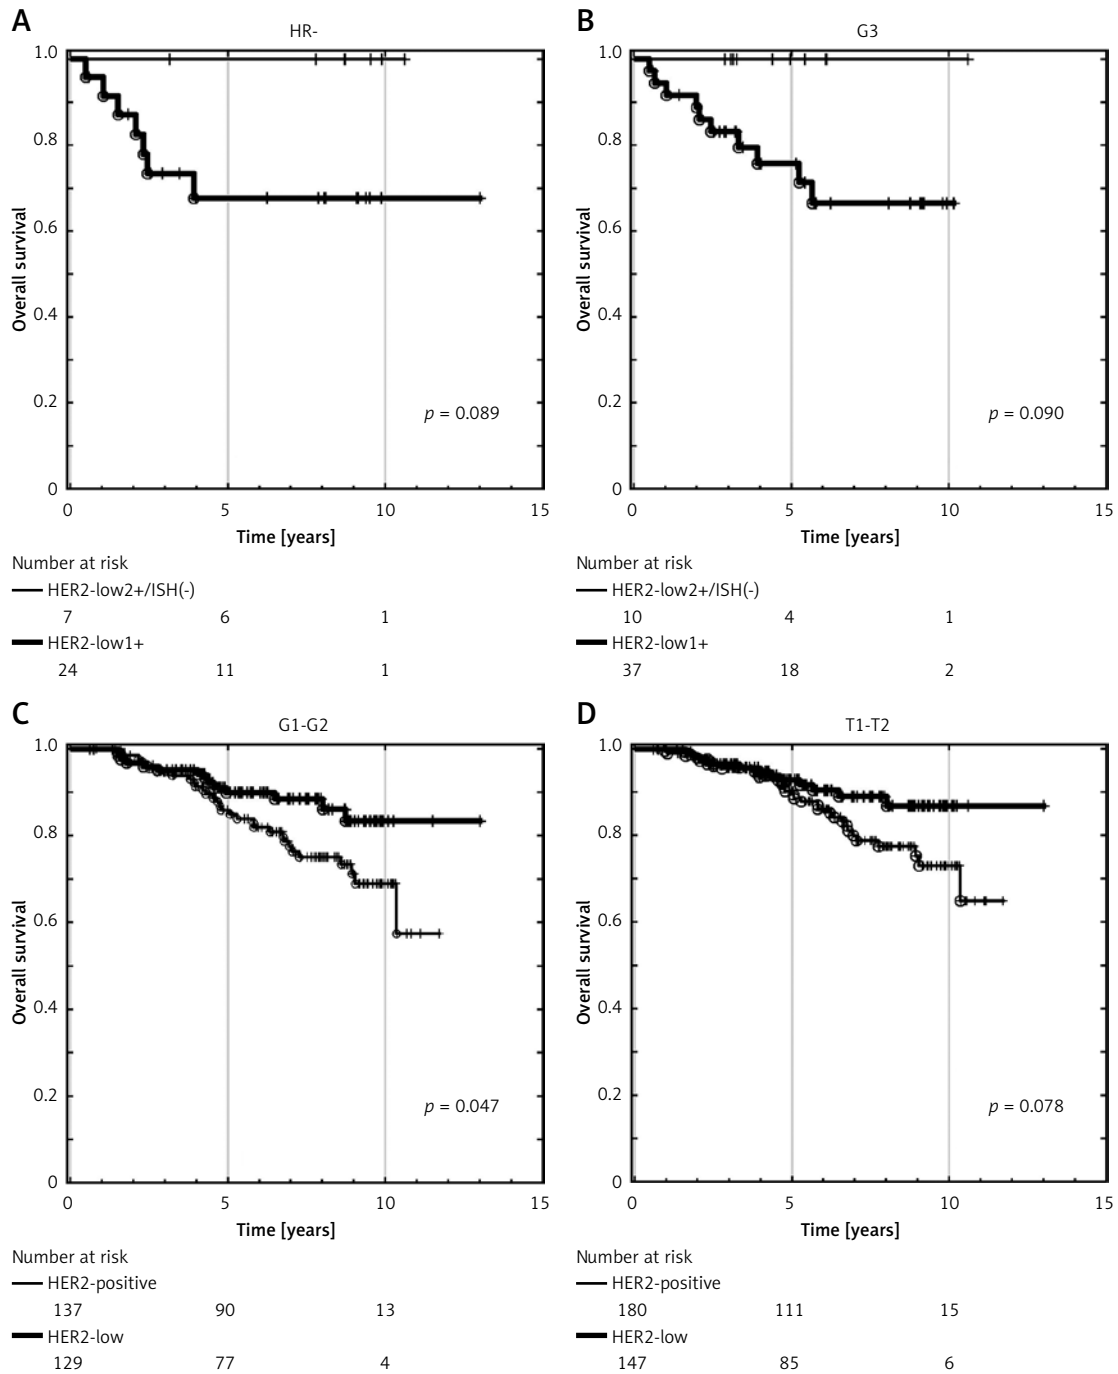 A
HR-
1.0
0.8
0.6
0.4
0.2
0
Overall survival
p = 0.089
0 5 10 15
Time [years]
Number at risk
HER2-low2+/ISH(-)
7 6 1
HER2-low1+
24 11 1
B
G3
1.0
0.8
0.6
0.4
0.2
0
Overall survival
p = 0.090
0 5 10 15
Time [years]
Number at risk
HER2-low2+/ISH(-)
10 4 1
HER2-low1+
37 18 2
C
G1-G2
1.0
0.8
0.6
0.4
0.2
0
Overall survival
p = 0.047
0 5 10 15
Time [years]
Number at risk
HER2-positive
137 90 13
HER2-low
129 77 4
D
T1-T2
1.0
0.8
0.6
0.4
0.2
0
Overall survival
p = 0.078
0 5 10 15
Time [years]
Number at risk
HER2-positive
180 111 15
HER2-low
147 85 6